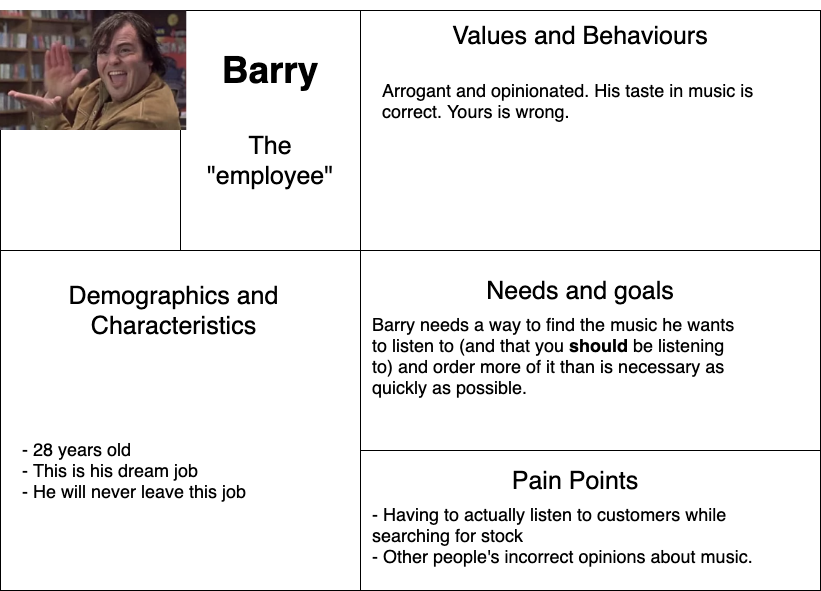 Barry
The
"employee"
Values and Behaviours
Arrogant and opinionated. His taste in music is
correct. Yours is wrong.
Demographics and
Characteristics
- 28 years old
- This is his dream job
- He will never leave this job
Needs and goals
Barry needs a way to find the music he wants
to listen to (and that you should be listening
to) and order more of it than is necessary as
quickly as possible.
Pain Points
- Having to actually listen to customers while
searching for stock
- Other people's incorrect opinions about music.